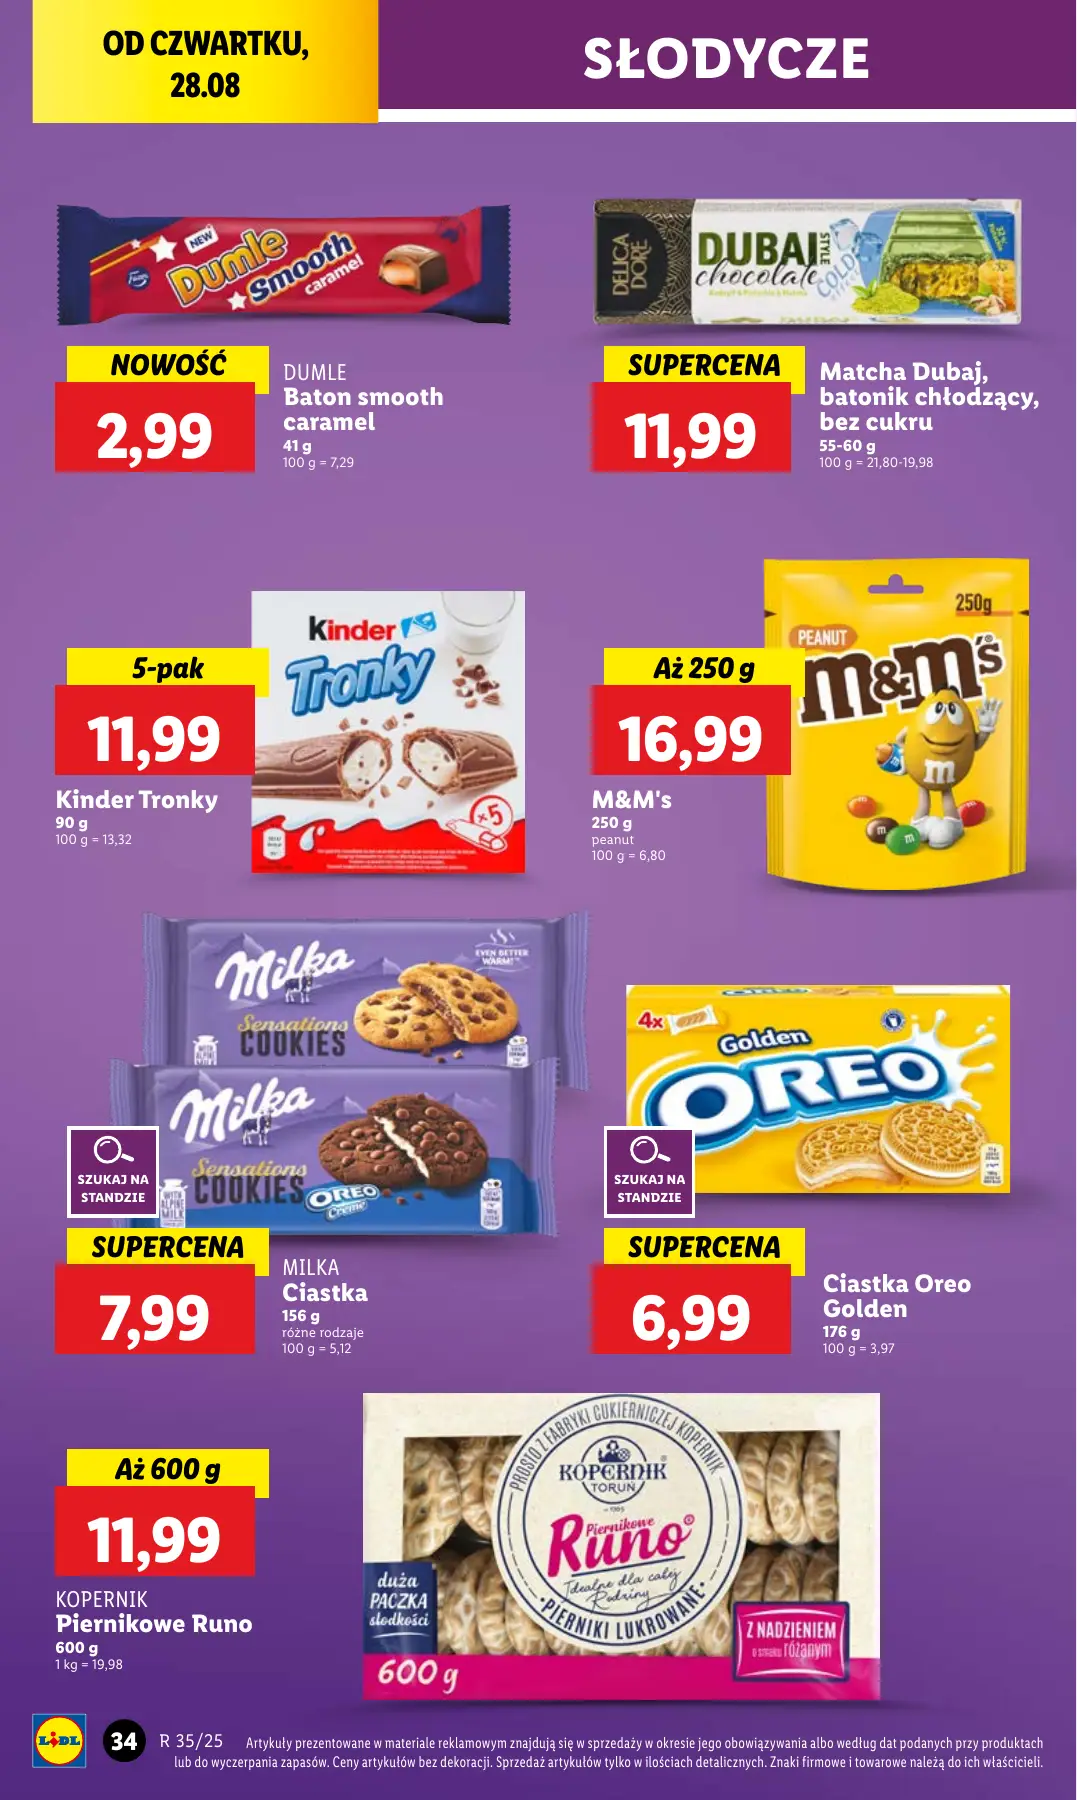 OD CZWARTKU,
28.08
SŁODYCZE
Fazer
NEW
Dumle
Smooth
caramel
NOWOŚĆ
2,99
DUMLE
Baton smooth
caramel
41 g
100 g = 7,29
DELICA
DORE
DUBAI
STYLE
chocolate
COLD
SUPERCENA
11,99
Matcha Dubaj,
batonik chłodzący,
bez cukru
55-60 g
100 g = 21,80-19,98
Kinder
Tronky
x5
5-pak
11,99
Kinder Tronky
90 g
100 g = 13,32
250g
PEANUT
m&m's
m
m
m
Aż 250 g
16,99
M&M's
250 g
peanut
100 g = 6,80
Milka
EVEN BETTER
WARM!
Sensations
COOKIES
Milka
Sensations
COOKIES
OREO
Creme
WITH
ALPINE
MILK
SZUKAJ NA
STANDZIE
SUPERCENA
7,99
MILKA
Ciastka
156 g
różne rodzaje
100 g = 5,12
4x
Golden
OREO
SZUKAJ NA
STANDZIE
SUPERCENA
6,99
Ciastka Oreo
Golden
176 g
100 g = 3,97
Aż 600 g
11,99
KOPERNIK
Piernikowe Runo
600 g
1 kg = 19,98
PROSTO Z FABRYKI CUKIERNICZEJ KOPERNIK
KOPERNIK
TORUŃ
Piernikowe
Runo®
Idealne dla całej
Rodziny
PIERNIKI LUKROWANE
duża
PACZKA
słodkości
600 g
Z NADZIENIEM
o smaku różanym
LIDL
34
R 35/25
Artykuły prezentowane w materiale reklamowym znajdują się w sprzedaży w okresie jego obowiązywania albo według dat podanych przy produktach
lub do wyczerpania zapasów. Ceny artykułów bez dekoracji. Sprzedaż artykułów tylko w ilościach detalicznych. Znaki firmowe i towarowe należą do ich właścicieli.